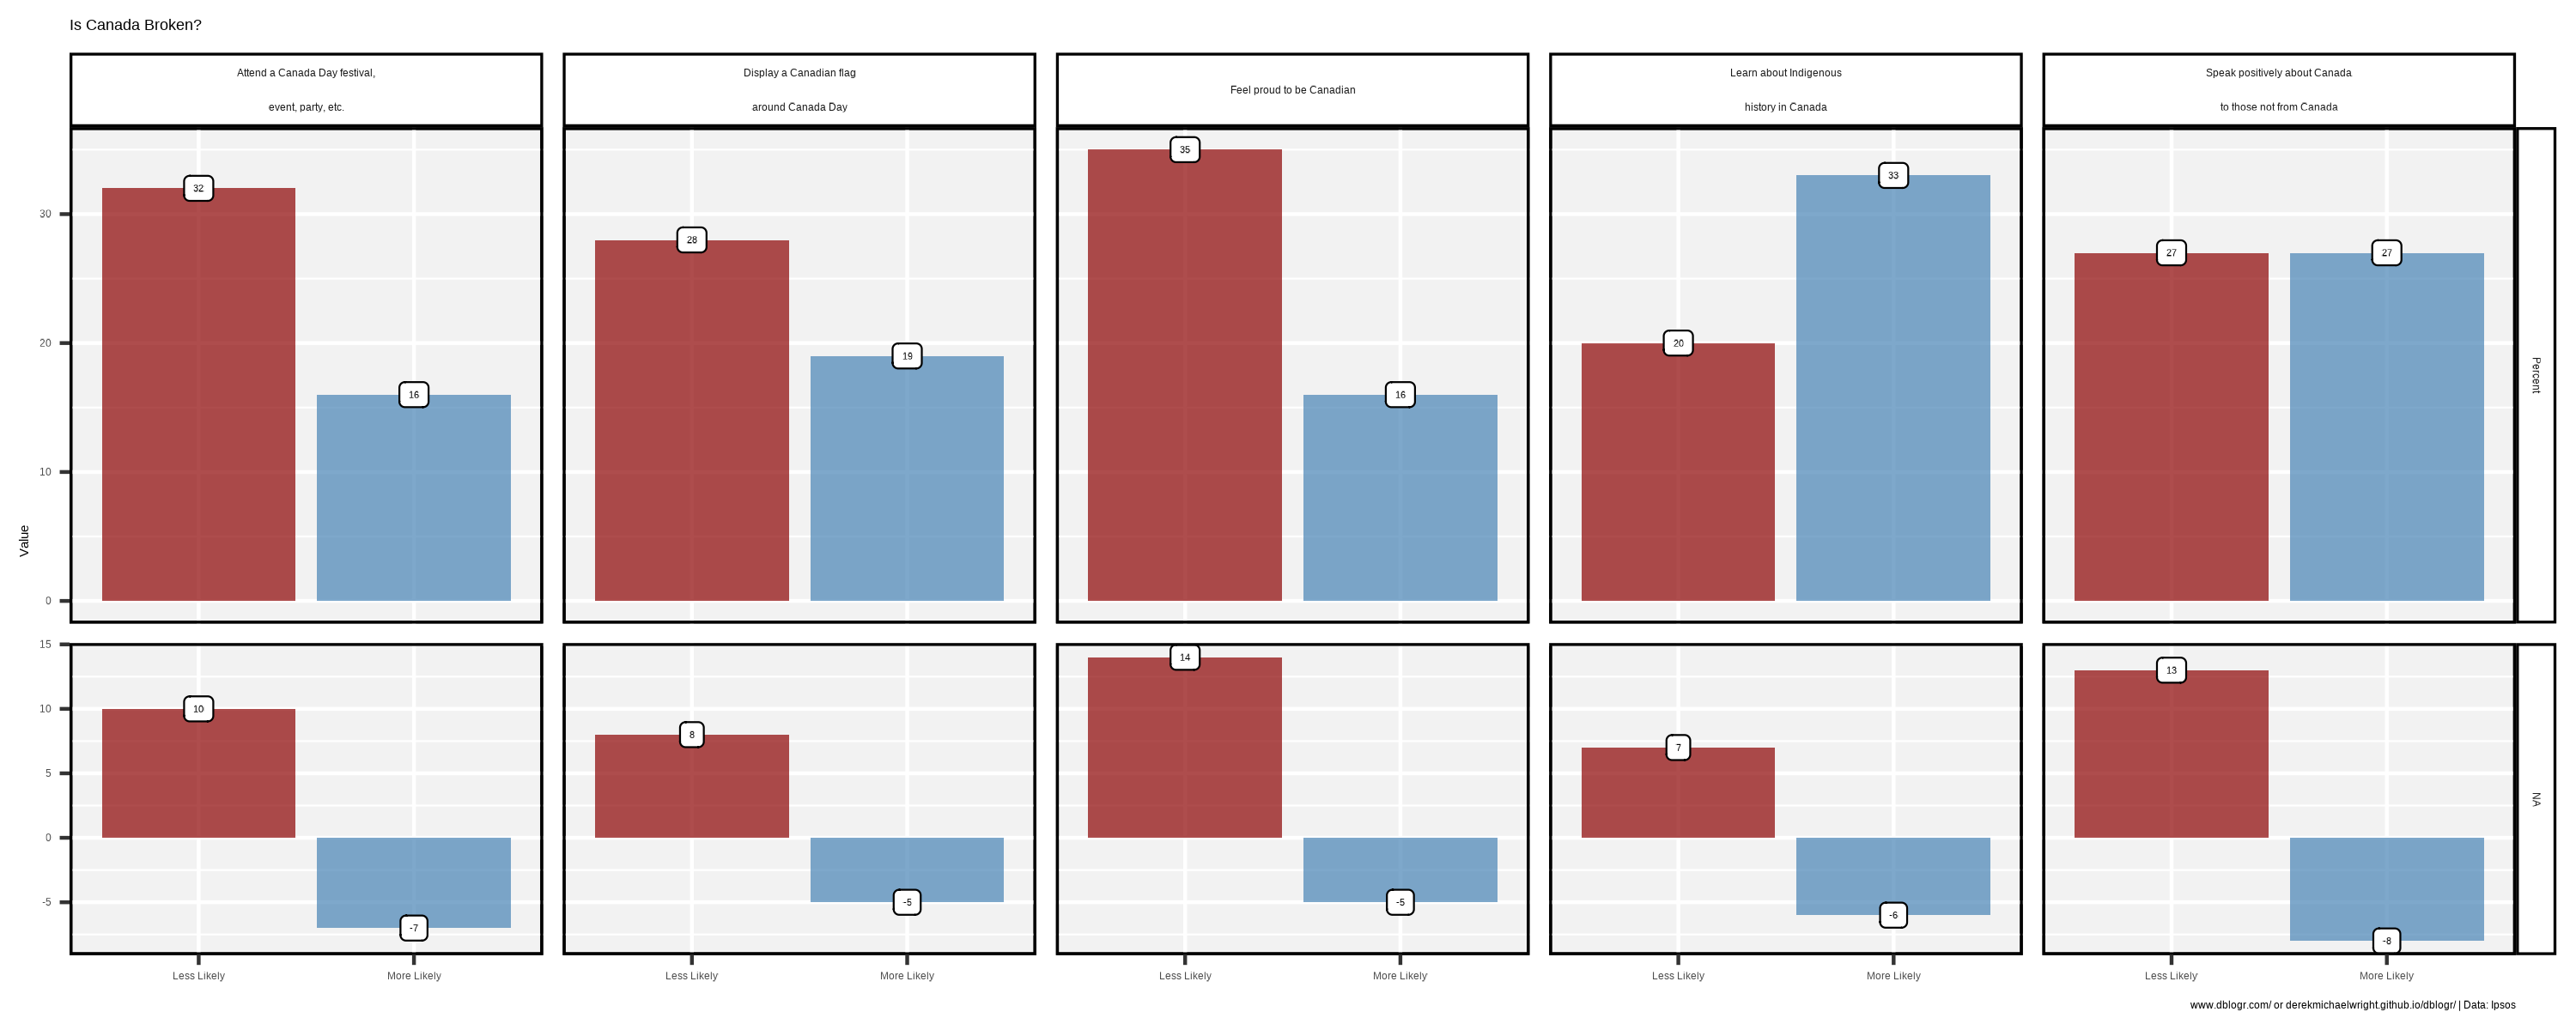 Is Canada Broken?
Attend a Canada Day festival,
event, party, etc.
Display a Canadian flag
around Canada Day
Feel proud to be Canadian
Learn about Indigenous
history in Canada
Speak positively about Canada
to those not from Canada
Value
30
20
10
0
32
16
28
19
35
16
20
33
27
27
Percent
15
10
5
0
-5
10
-7
8
-5
14
-5
7
-6
13
-8
NA
Less Likely
More Likely
Less Likely
More Likely
Less Likely
More Likely
Less Likely
More Likely
Less Likely
More Likely
www.dblogr.com/ or derekmichaelwright.github.io/dblogr/ | Data: Ipsos